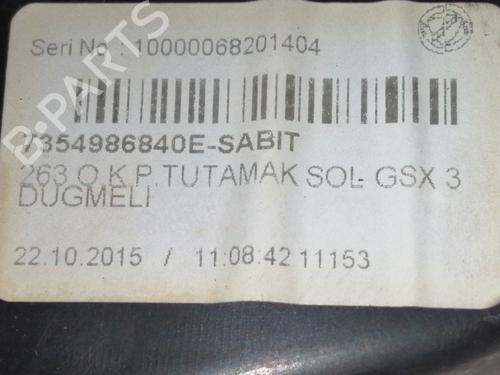 Seri No : 10000068201404
7354986840E-SABIT
263 O.K.P. TUTAMAK SOL GSX 3
DUGMELI
22.10.2015 / 11:08:42 11153
B-PARTS